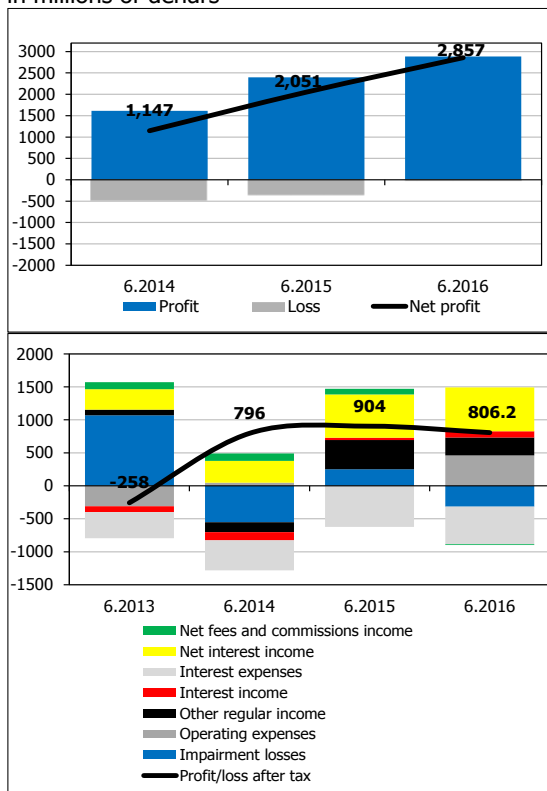 in millions of denars
3000
2500
2000
1500
1000
500
0
-500
-1000
-1500
-2000
1,147
2,051
2,857
6.2014
6.2015
6.2016
Profit
Loss
Net profit
2000
1500
1000
500
0
-500
-1000
-1500
-258
796
904
806.2
6.2013
6.2014
6.2015
6.2016
Net fees and commissions income
Net interest income
Interest expenses
Interest income
Other regular income
Operating expenses
Impairment losses
Profit/loss after tax